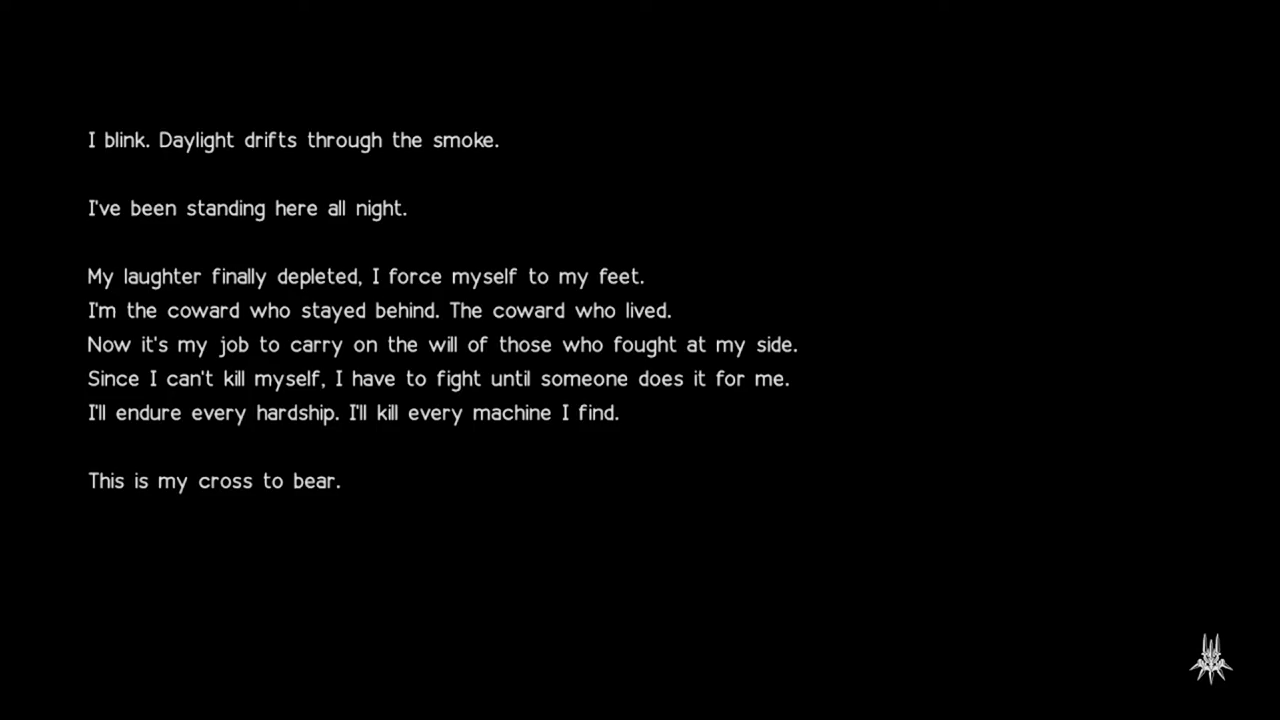 I blink. Daylight drifts through the smoke.
I've been standing here all night.
My laughter finally depleted, I force myself to my feet.
I'm the coward who stayed behind. The coward who lived.
Now it's my job to carry on the will of those who fought at my side.
Since I can't kill myself, I have to fight until someone does it for me.
I'll endure every hardship. I'll kill every machine I find.
This is my cross to bear.